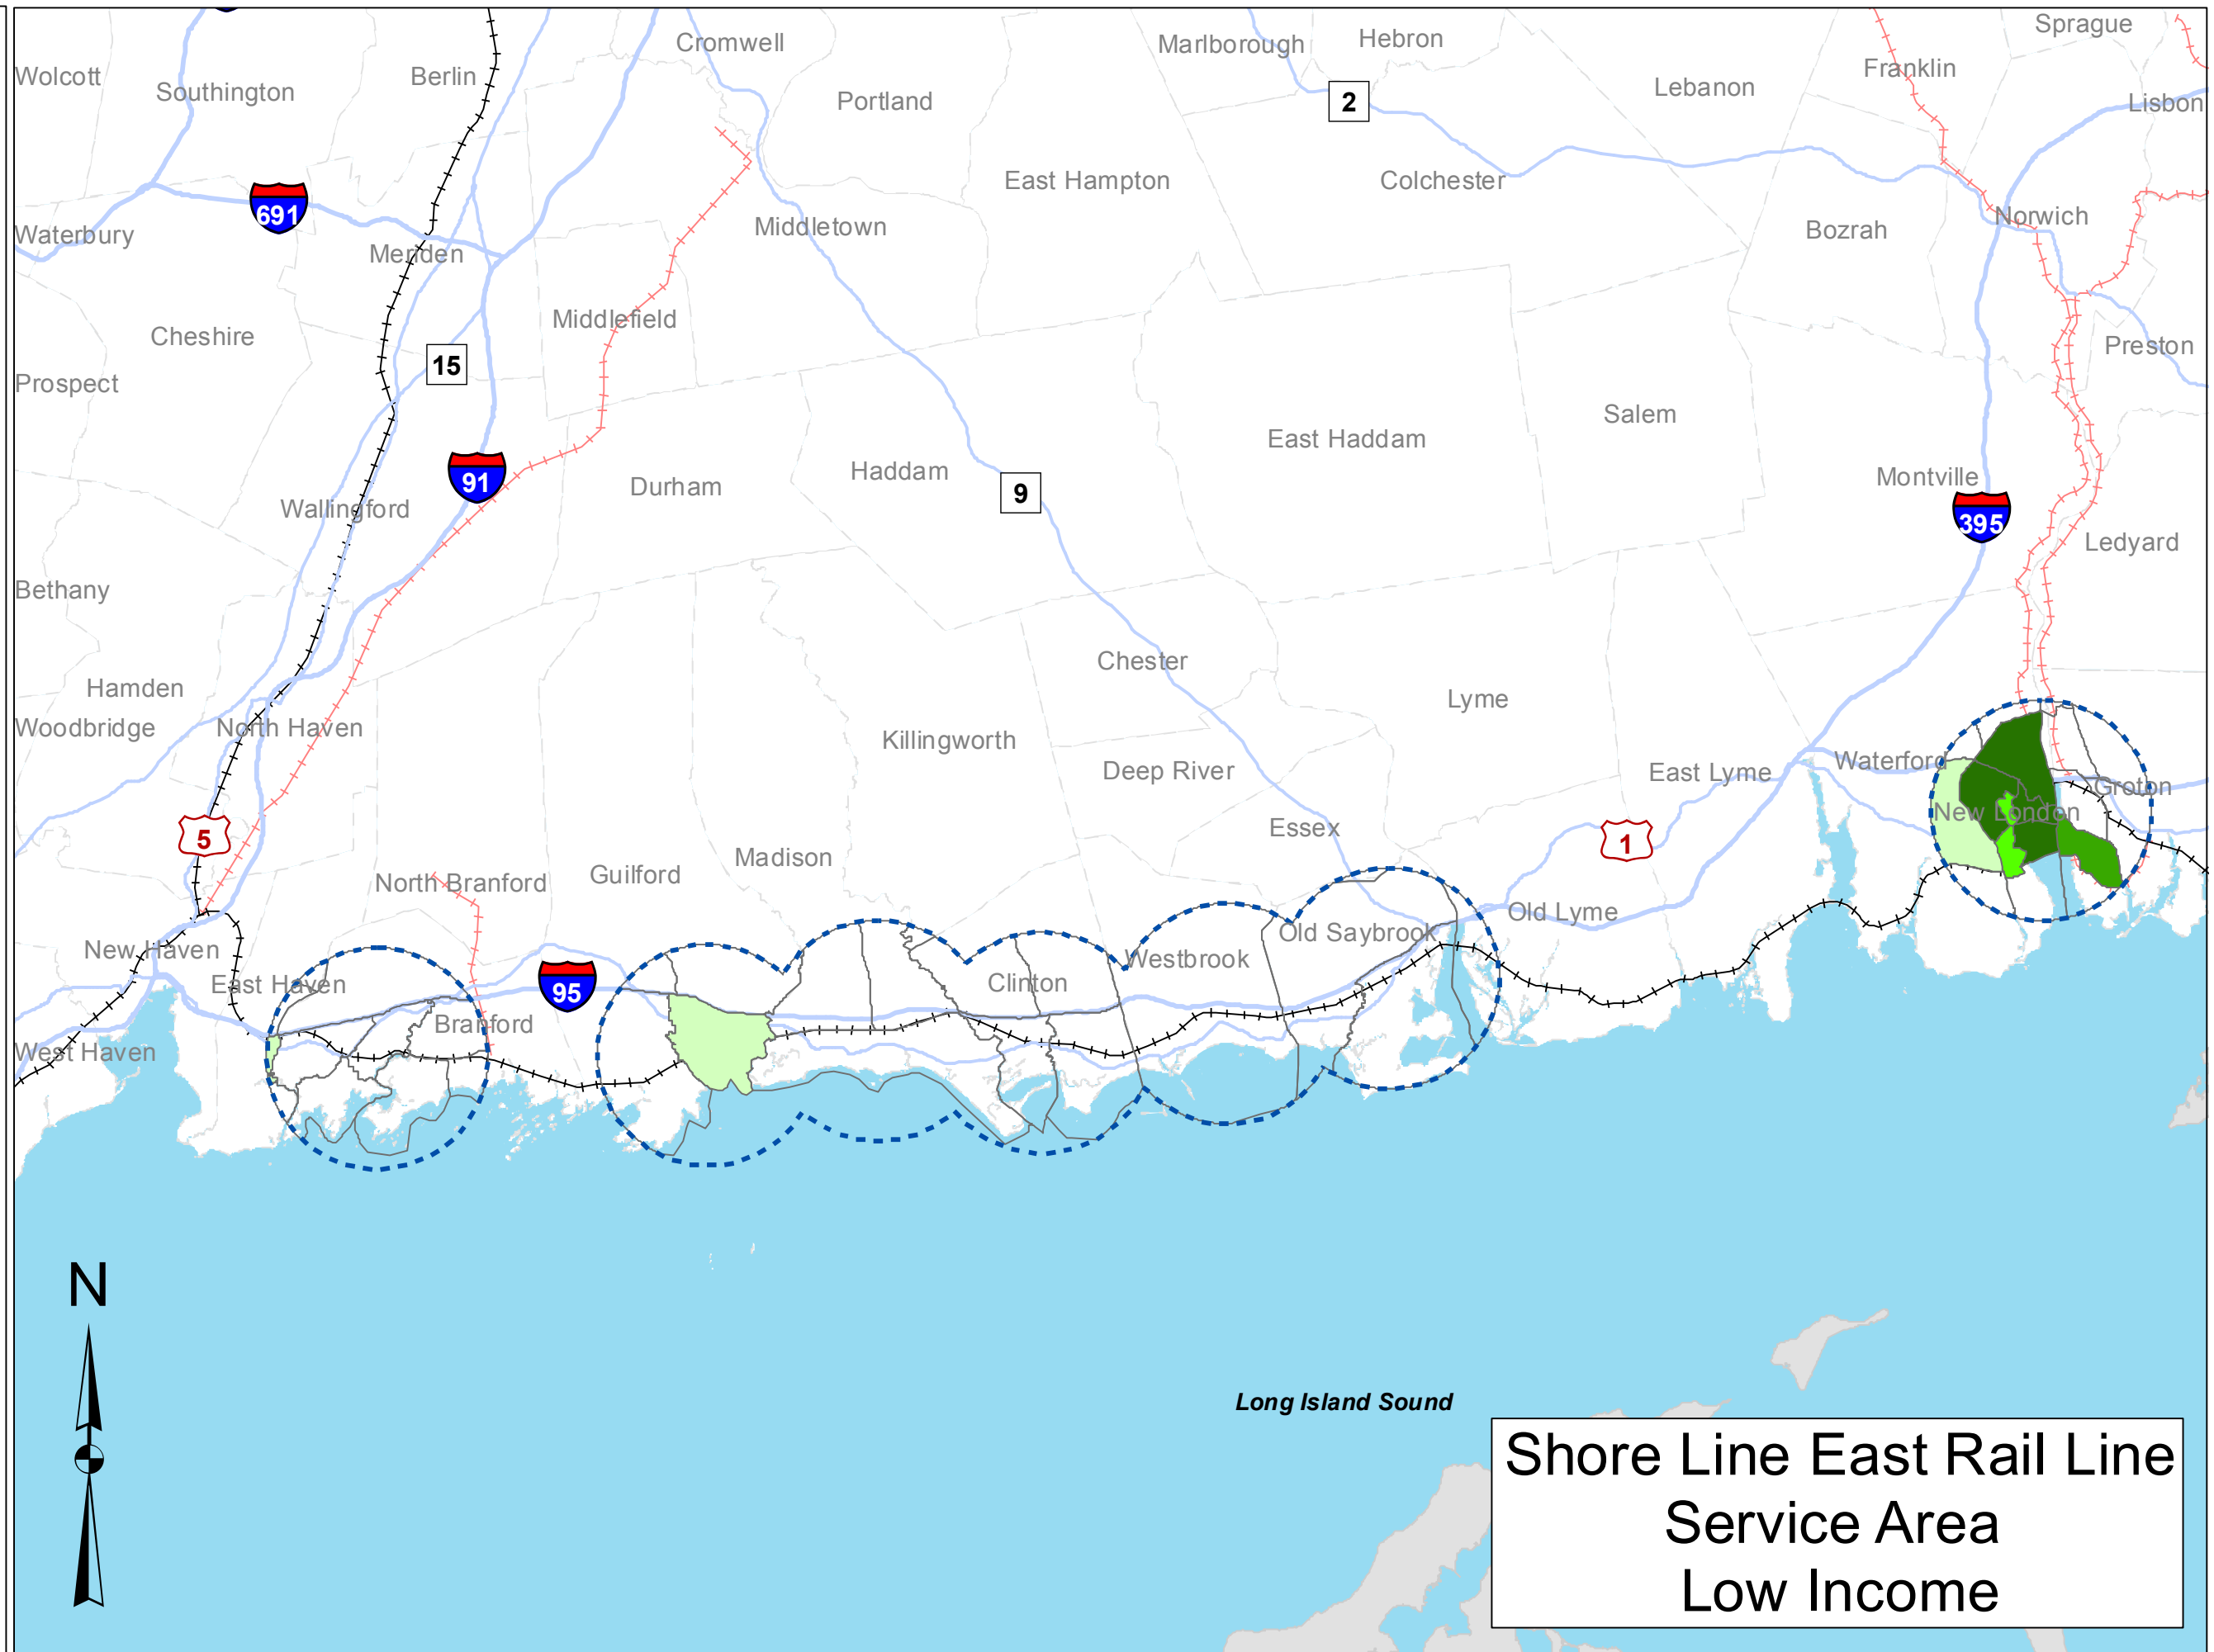 Cromwell
Marlborough
Hebron
Sprague
Wolcott
Southington
Berlin
Portland
2
Lebanon
Franklin
Lisbon
East Hampton
Colchester
691
Waterbury
Meriden
Middletown
Norwich
Bozrah
Cheshire
Middlefield
15
Prospect
Preston
91
Wallingford
Durham
Haddam
9
East Haddam
Salem
Montville
395
Ledyard
Bethany
Hamden
Woodbridge
North Haven
Chester
Lyme
Killingworth
Deep River
East Lyme
Waterford
Groton
New London
5
Essex
1
Madison
Guilford
North Branford
New Haven
East Haven
Old Saybrook
Old Lyme
Westbrook
Clinton
95
Branford
West Haven
N
Long Island Sound
Shore Line East Rail Line
Service Area
Low Income